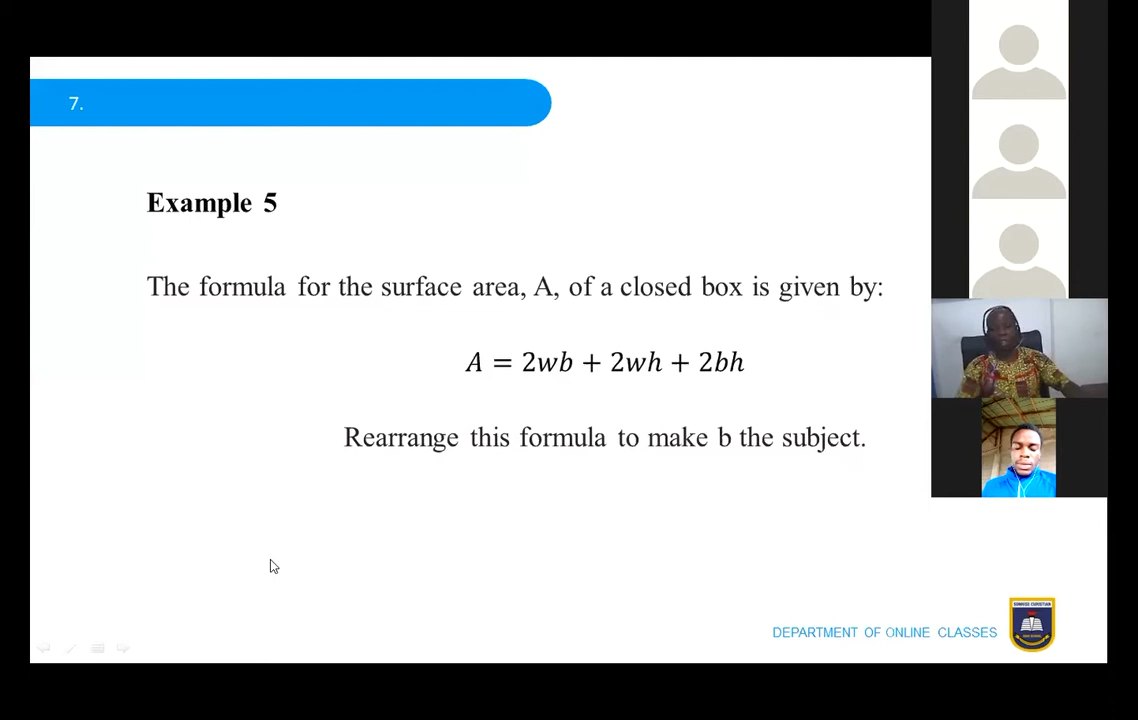 7.
Example 5
The formula for the surface area, A, of a closed box is given by:
A = 2wb + 2wh + 2bh
Rearrange this formula to make b the subject.
DEPARTMENT OF ONLINE CLASSES